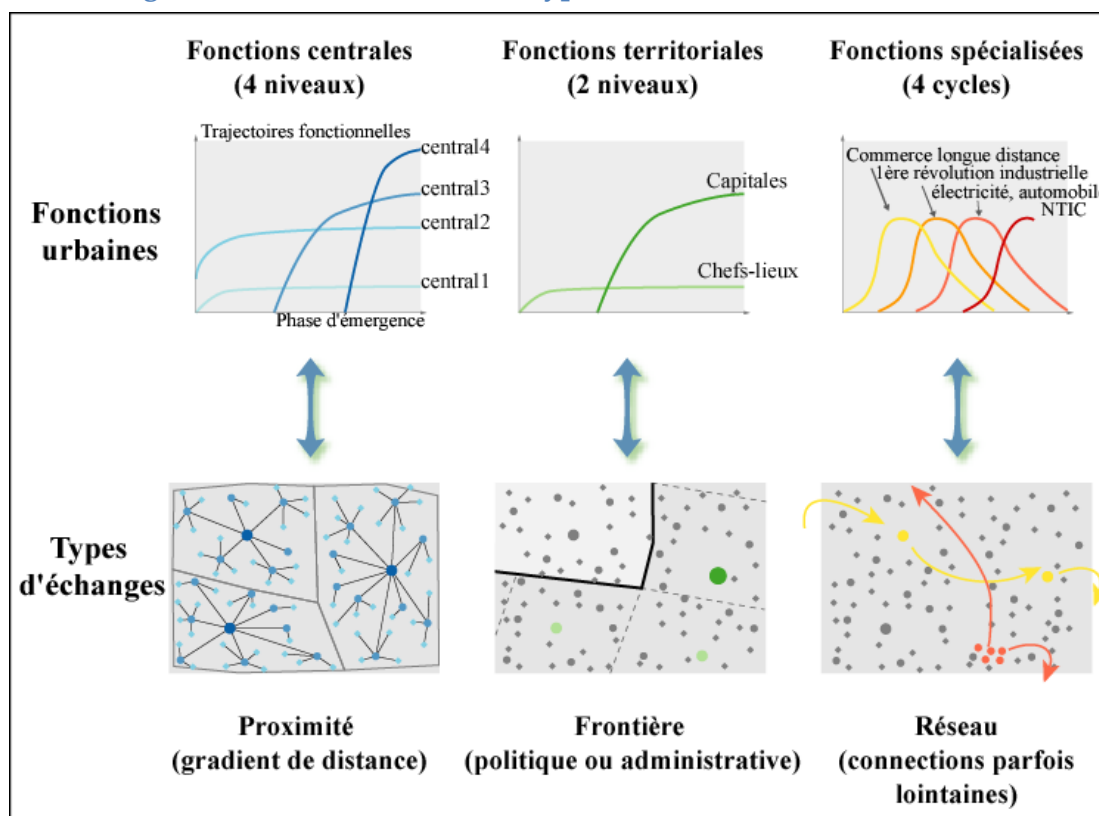 Fonctions centrales
(4 niveaux)
Fonctions territoriales
(2 niveaux)
Fonctions spécialisées
(4 cycles)
Fonctions
urbaines
Trajectoires fonctionnelles
central4
central3
central2
central1
Phase d'émergence
Capitales
Chefs-lieux
Commerce longue distance
1ère révolution industrielle
électricité, automobile
NTIC
Types
d'échanges
Proximité
(gradient de distance)
Frontière
(politique ou administrative)
Réseau
(connections parfois
lointaines)